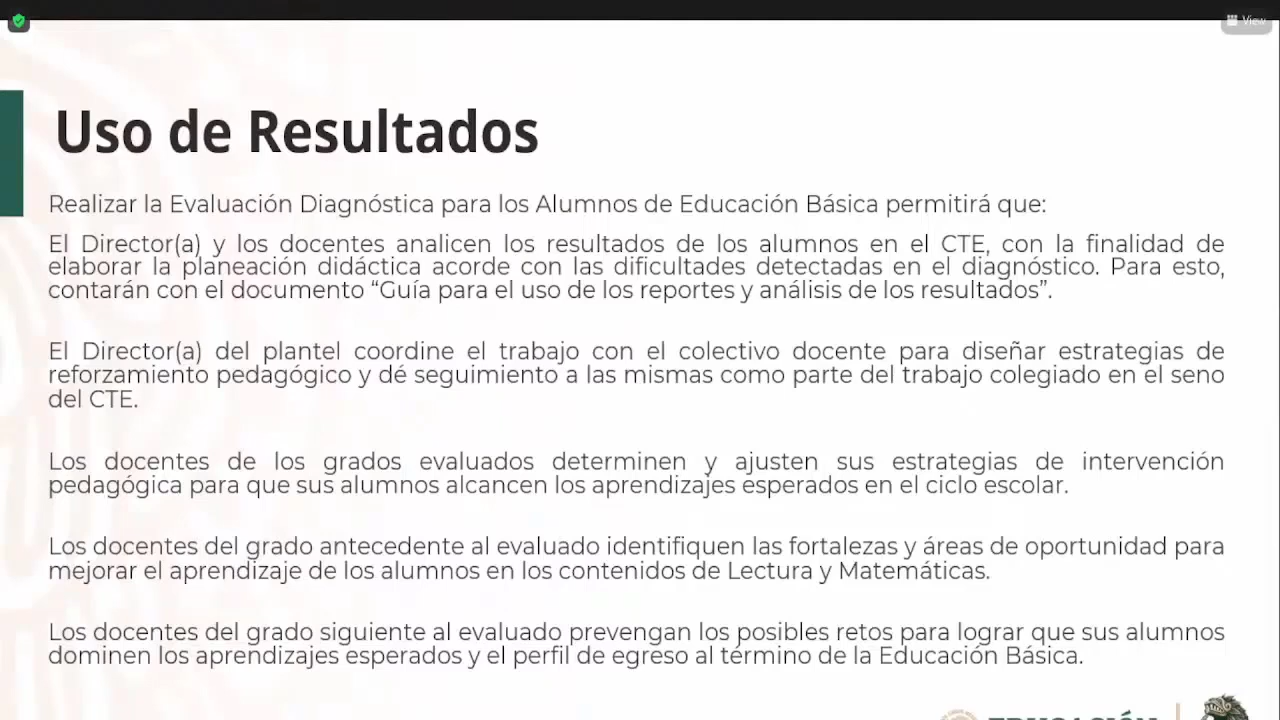 View
Uso de Resultados
Realizar la Evaluación Diagnóstica para los Alumnos de Educación Básica permitirá que:
El Director(a) y los docentes analicen los resultados de los alumnos en el CTE, con la finalidad de
elaborar la planeación didáctica acorde con las dificultades detectadas en el diagnóstico. Para esto,
contarán con el documento “Guía para el uso de los reportes y análisis de los resultados”.
El Director(a) del plantel coordine el trabajo con el colectivo docente para diseñar estrategias de
reforzamiento pedagógico y dé seguimiento a las mismas como parte del trabajo colegiado en el seno
del CTE.
Los docentes de los grados evaluados determinen y ajusten sus estrategias de intervención
pedagógica para que sus alumnos alcancen los aprendizajes esperados en el ciclo escolar.
Los docentes del grado antecedente al evaluado identifiquen las fortalezas y áreas de oportunidad para
mejorar el aprendizaje de los alumnos en los contenidos de Lectura y Matemáticas.
Los docentes del grado siguiente al evaluado prevengan los posibles retos para lograr que sus alumnos
dominen los aprendizajes esperados y el perfil de egreso al término de la Educación Básica.
EDUCACIÓN